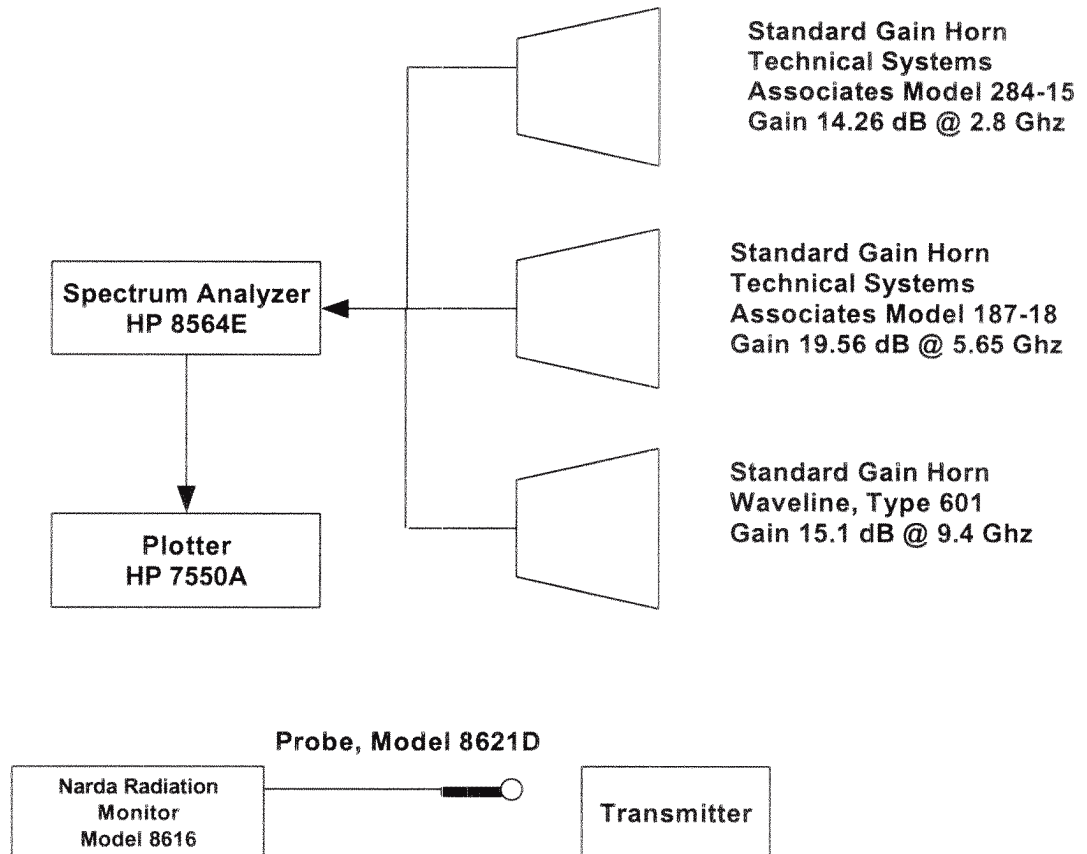 Standard Gain Horn
Technical Systems
Associates Model 284-15
Gain 14.26 dB @ 2.8 Ghz
Standard Gain Horn
Technical Systems
Associates Model 187-18
Gain 19.56 dB @ 5.65 Ghz
Spectrum Analyzer
HP 8564E
Standard Gain Horn
Waveline, Type 601
Gain 15.1 dB @ 9.4 Ghz
Plotter
HP 7550A
Probe, Model 8621D
Narda Radiation
Monitor
Model 8616
Transmitter